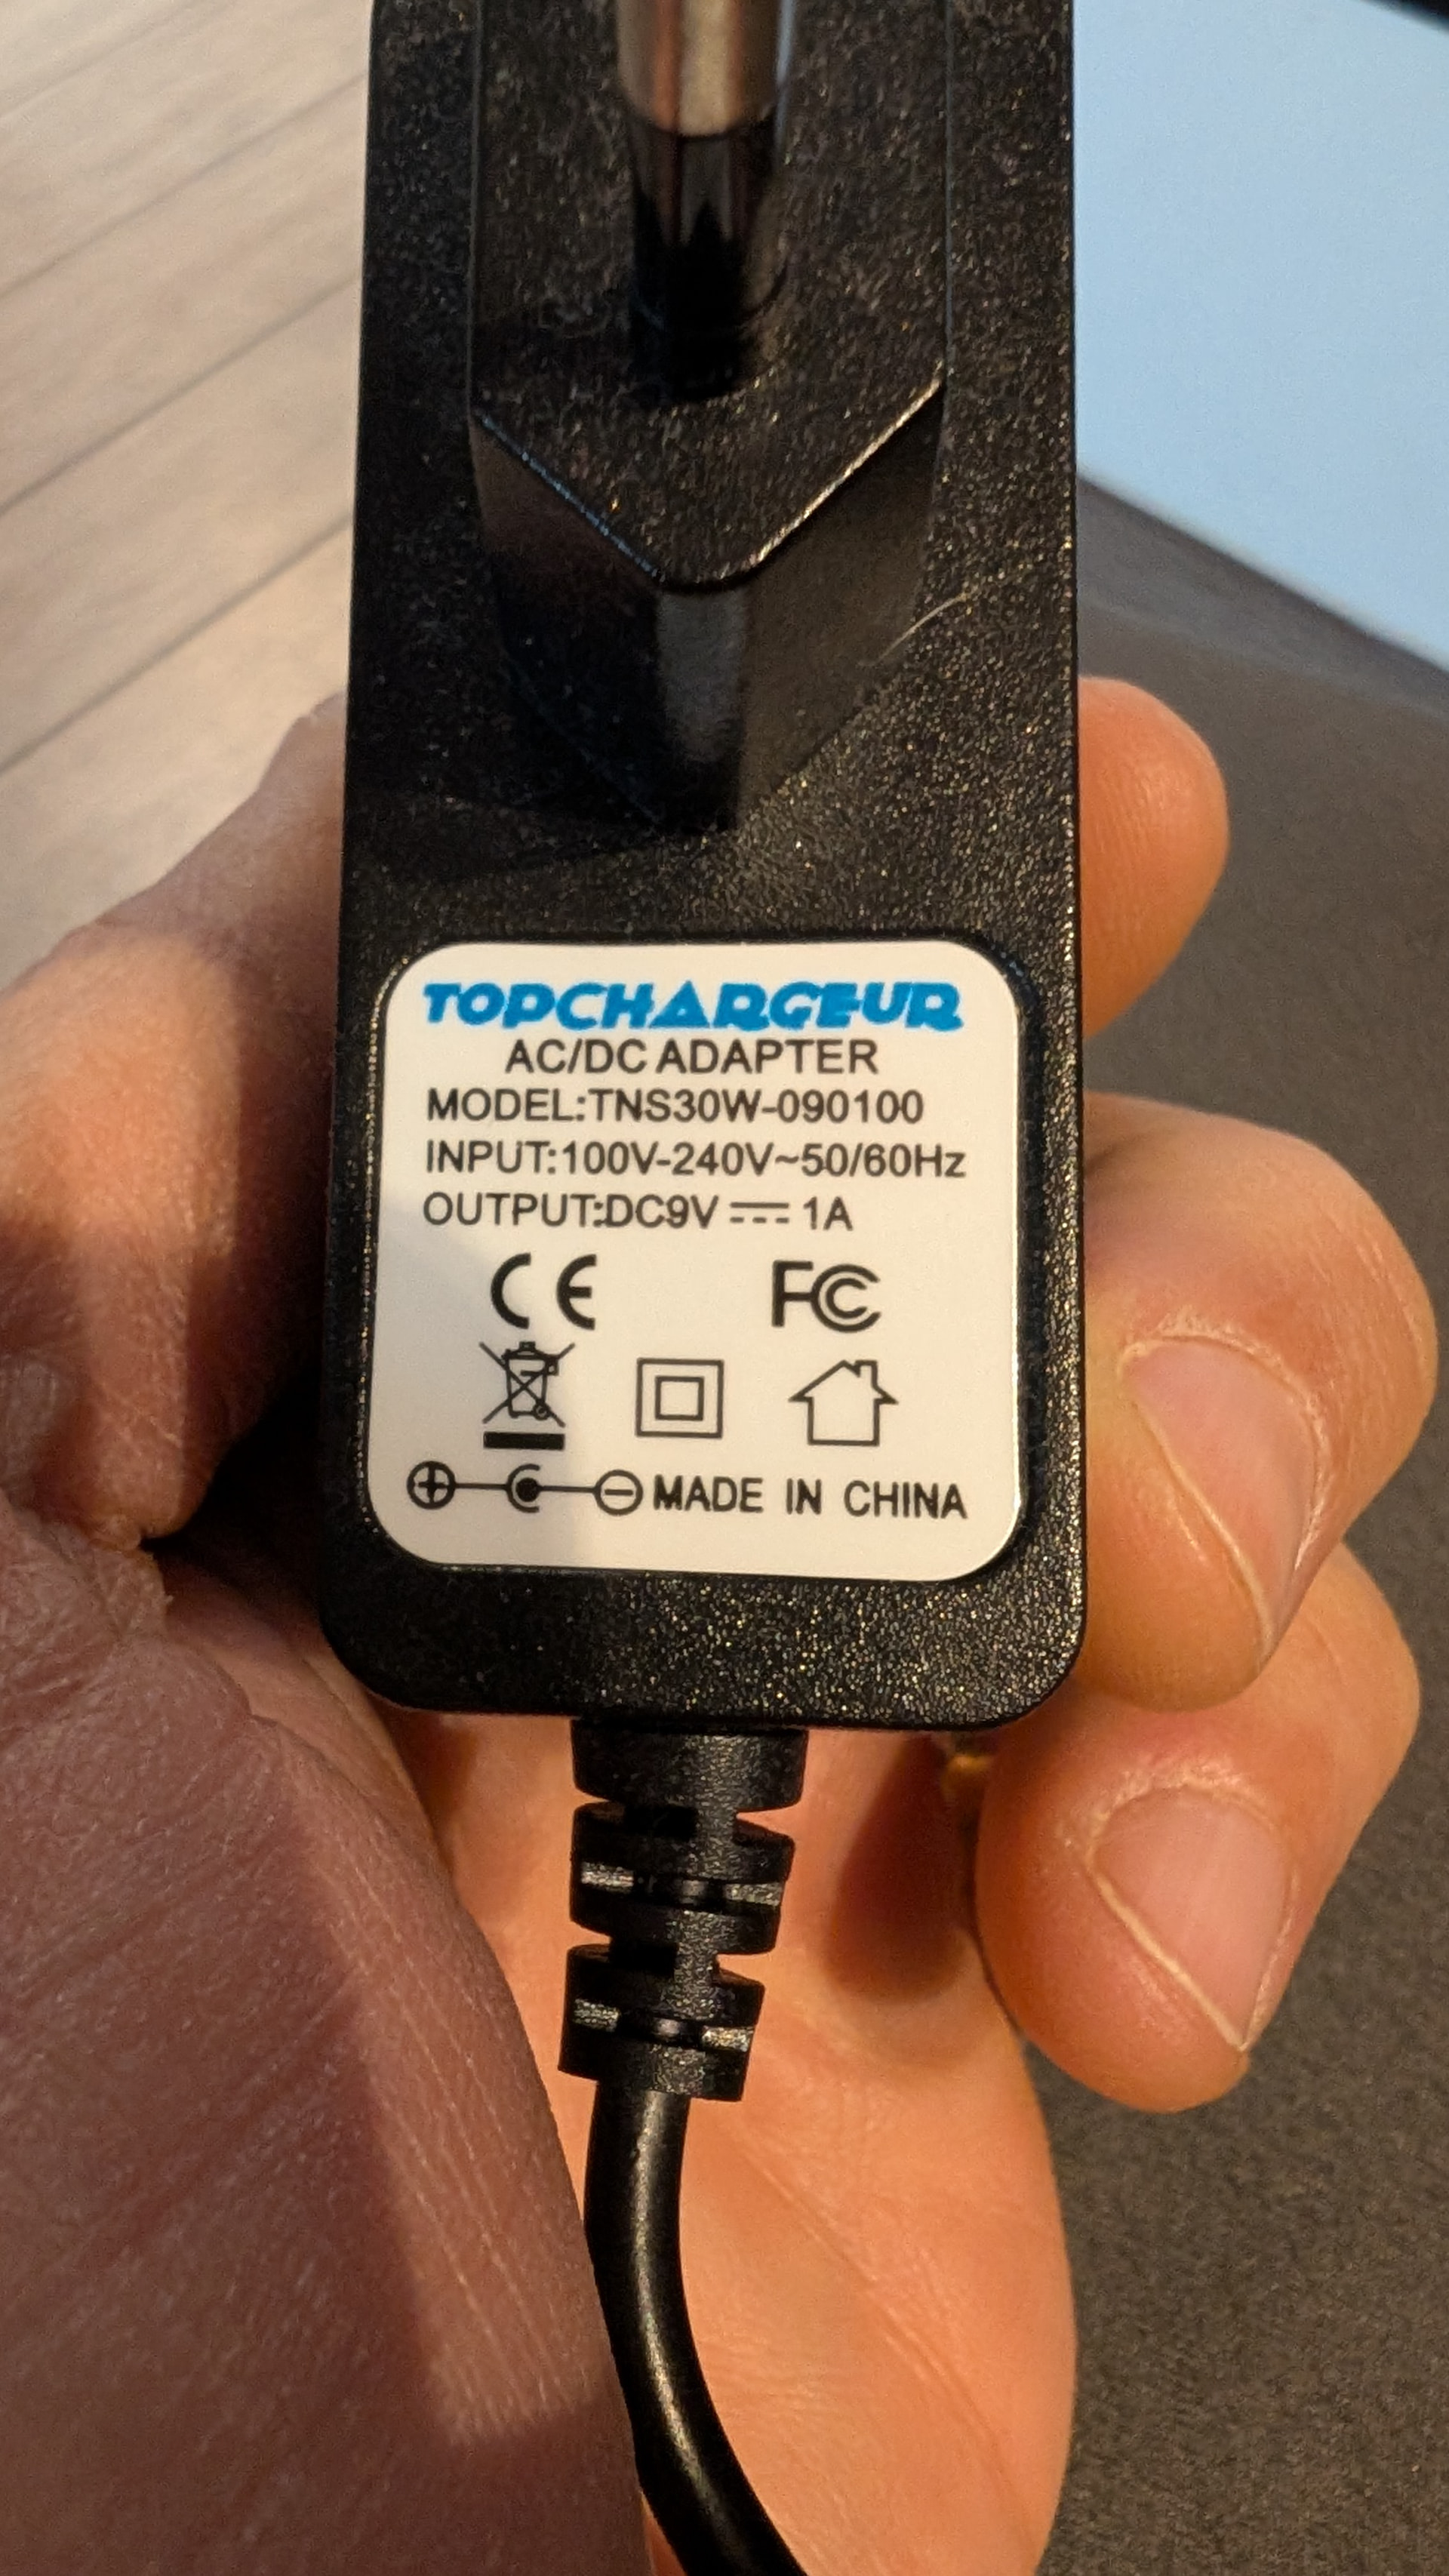 TOPCHARGEUR
AC/DC ADAPTER
MODEL:TNS30W-090100
INPUT:100V-240V~50/60Hz
OUTPUT:DC9V ⎓ 1A
CE FC
MADE IN CHINA